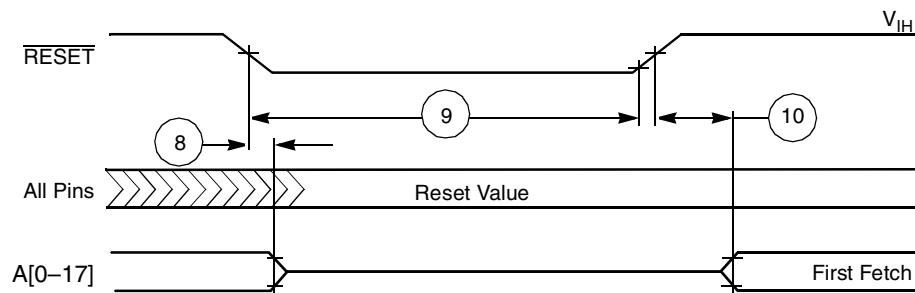 V_IH
RESET
9
10
8
All Pins
Reset Value
A[0–17]
First Fetch